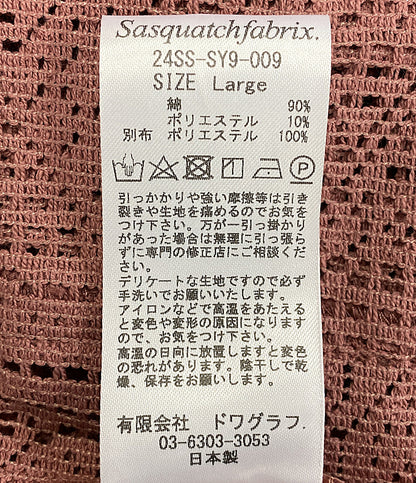 Sasquatchfabrix.
24SS-SY9-009
SIZE Large
綿 90%
ポリエステル 10%
別布 ポリエステル 100%
引っかかりや強い摩擦等は引き
裂きや生地を痛めるのでお気を
つけ下さい。万が一引っ掛かり
があった場合は無理に引っ張ら
ずに専門の修正店にご相談くだ
さい。
デリケートな生地ですので必ず
手洗いでお願いいたします。
アイロンなどで高温をあたえる
と変色や変形の原因になります
ので、お気をつけ下さい。
高温の日向に放置しますと変色
の恐れがあります。陰干しで乾
燥、保存をお願いします。
有限会社 ドワグラフ.
03-6303-3053
日本製